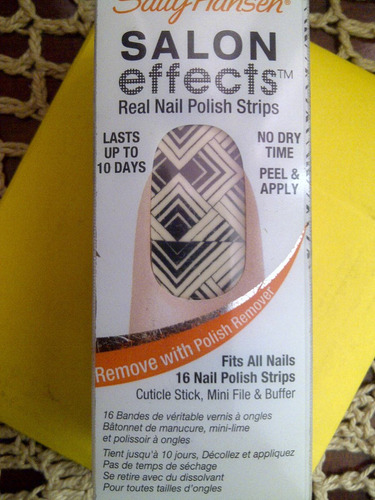 Sally Hansen®
SALON
effects™
Real Nail Polish Strips
LASTS
UP TO
10 DAYS
NO DRY
TIME
PEEL &
APPLY
Remove with Polish Remover
Fits All Nails
16 Nail Polish Strips
Cuticle Stick, Mini File & Buffer
16 Bandes de véritable vernis à ongles
Bâtonnet de manucure, mini-lime
et polissoir à ongles
Tient jusqu'à 10 jours, Décollez et appliquez
Pas de temps de séchage
Se retire avec du dissolvant
Pour toutes tailles d'ongles